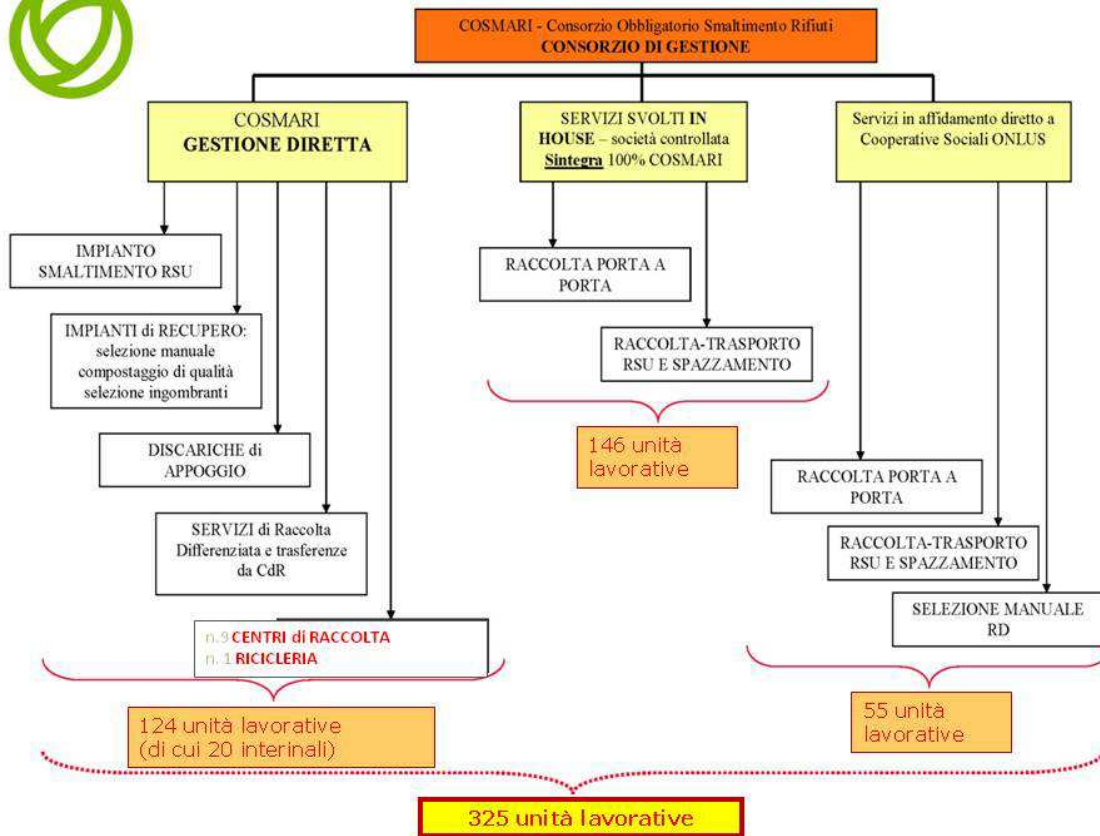 COSMARI - Consorzio Obbligatorio Smaltimento Rifiuti
CONSORZIO DI GESTIONE
COSMARI
GESTIONE DIRETTA
SERVIZI SVOLTI IN
HOUSE – società controllata
Sintegra 100% COSMARI
Servizi in affidamento diretto a
Cooperative Sociali ONLUS
IMPIANTO
SMALTIMENTO RSU
IMPIANTI di RECUPERO:
selezione manuale
compostaggio di qualità
selezione ingombranti
DISCARICHE di
APPOGGIO
SERVIZI di Raccolta
Differenziata e trasferenze
da CdR
n.9 CENTRI di RACCOLTA
n. 1 RICICLERIA
124 unità lavorative
(di cui 20 interinali)
RACCOLTA PORTA A
PORTA
RACCOLTA-TRASPORTO
RSU E SPAZZAMENTO
146 unità
lavorative
RACCOLTA PORTA A
PORTA
RACCOLTA-TRASPORTO
RSU E SPAZZAMENTO
SELEZIONE MANUALE
RD
55 unità
lavorative
325 unità lavorative